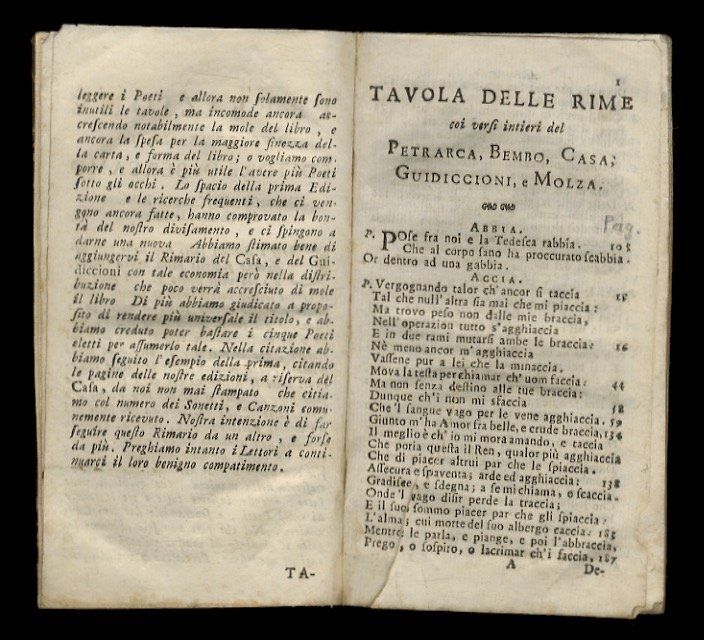 leggere i Poeti e allora non ſolamente ſono
inutili le tavole, ma incomode ancora ac-
creſcendo notabilmente la mole del libro, e
ancora la ſpeſa per la maggiore finezza del-
la carta, e forma del libro; o vogliamo com-
porre, e allora è più utile l'avere più Poeti
ſotto gli occhi. Lo ſpacio della prima Edi-
zione e le ricerche frequenti, che ci ven-
gono ancora fatte, hanno comprovato la bon-
tà del noſtro diviſamento, e ci ſpingono a
darne una nuova Abbiamo ſtimato bene di
aggiungervi il Rimario del Caſa, e del Gui-
diccioni con tale economia però nella diſtri-
buzione che poco verrà accreſciuto di mole
il libro Di più abbiamo giudicato a propo-
ſito di rendere più univerſale il titolo, e ab-
biamo creduto poter baſtare i cinque Poeti
eletti per aſſumerlo tale. Nella citazione ab-
biamo ſeguito l'eſempio della prima, citando
le pagine delle noſtre edizioni, a riſerva del
Caſa, da noi non mai ſtampato che citia-
mo col numero dei Sonetti, e Canzoni comu-
nemente ricevuto. Noſtra intenzione è di far
ſeguire queſto Rimario da un altro, e forſe
da più. Preghiamo intanto i Lettori a conti-
nuarci il loro benigno compatimento.
TA-
1
TAVOLA DELLE RIME
coi verſi intieri del
PETRARCA, BEMBO, CASA,
GUIDICCIONI, e MOLZA.
Pag.
ABBIA.
P. POſe fra noi e la Tedeſca rabbia. 105
Che al corpo ſano ha proccurato ſcabbia.
Or dentro ad una gabbia.
ACCIA.
P. Vergognando talor ch'ancor ſi taccia 15
Tal che null'altra fia mai che mi piaccia:
Ma trovo peſo non dalle mie braccia,
Nell'operazion tutto s'agghiaccia
E in due rami mutarſi ambe le braccia: 16
Nè meno ancor m'agghiaccia
Vaſſene pur a lei che la minaccia.
Mova la teſta per chiamar ch'uom faccia: 44
Ma non ſenza deſtino alle tue braccia:
Dunque ch'i non mi sfaccia 58
Che 'l ſangue vago per le vene agghiaccia. 59
Giunto m'ha Amor fra belle, e crude braccia, 134
Il meglio è ch' io mi mora amando, e taccia
Che poria queſta il Ren, qualor più agghiaccia
Che di piacer altrui par che le ſpiaccia.
Aſſecura e ſpaventa; arde ed agghiaccia: 138
Gradiſce, e ſdegna; a ſe mi chiama, o ſcaccia.
Onde 'l vago diſir perde la traccia;
E il ſuo ſommo piacer par che gli ſpiaccia:
L'alma; cui morte del ſuo albergo caccia: 185
Mentre le parla, e piange, e poi l'abbraccia,
Prego, o ſoſpiro, o lacrimar ch'i faccia, 187
A De-